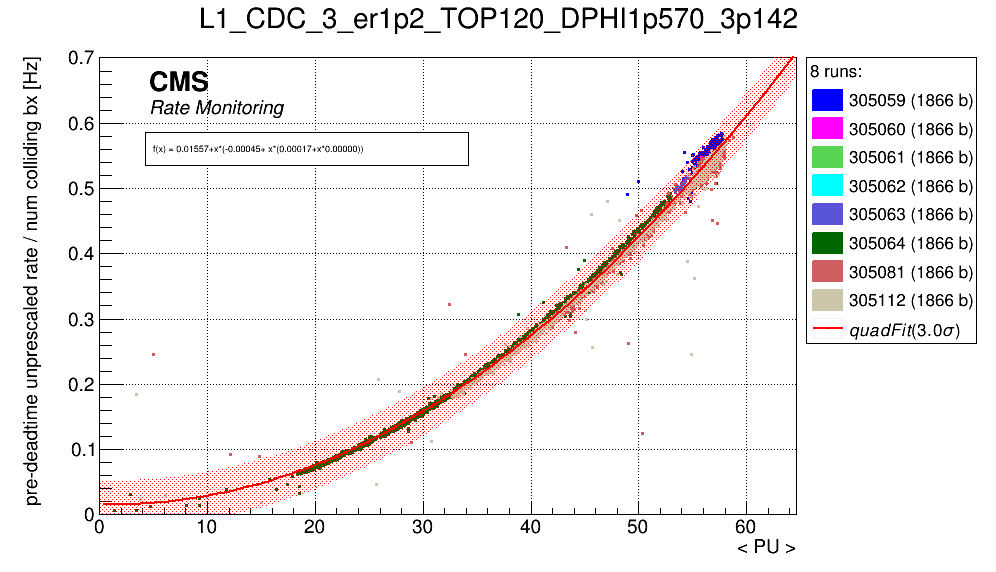 L1_CDC_3_er1p2_TOP120_DPHI1p570_3p142
pre-deadtime unprescaled rate / num colliding bx [Hz]
0.7
0.6
0.5
0.4
0.3
0.2
0.1
0
CMS
Rate Monitoring
f(x) = 0.01557+x*(-0.00045+ x*(0.00017+x*0.00000))
0 10 20 30 40 50 60
< PU >
8 runs:
305059 (1866 b)
305060 (1866 b)
305061 (1866 b)
305062 (1866 b)
305063 (1866 b)
305064 (1866 b)
305081 (1866 b)
305112 (1866 b)
quadFit(3.0σ)